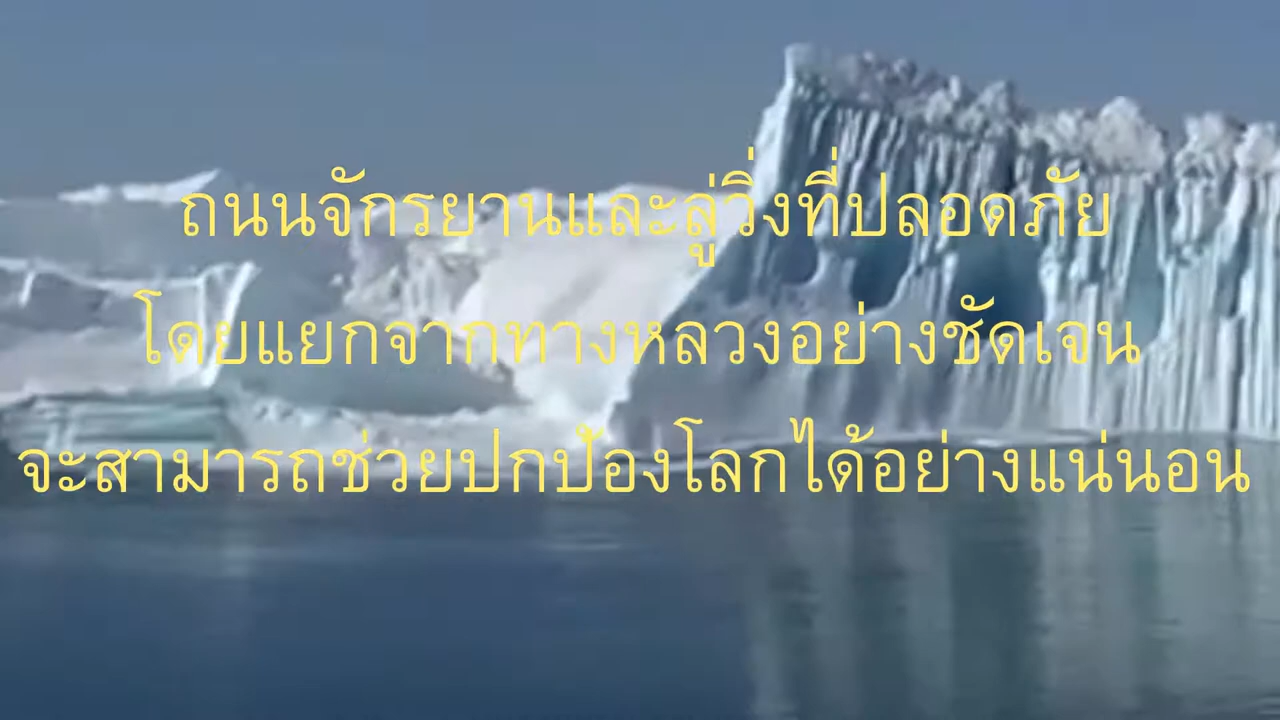 ถนนจักรยานและลู่วิ่งที่ปลอดภัย
โดยแยกจากทางหลวงอย่างชัดเจน
จะสามารถช่วยปกป้องโลกได้อย่างแน่นอน